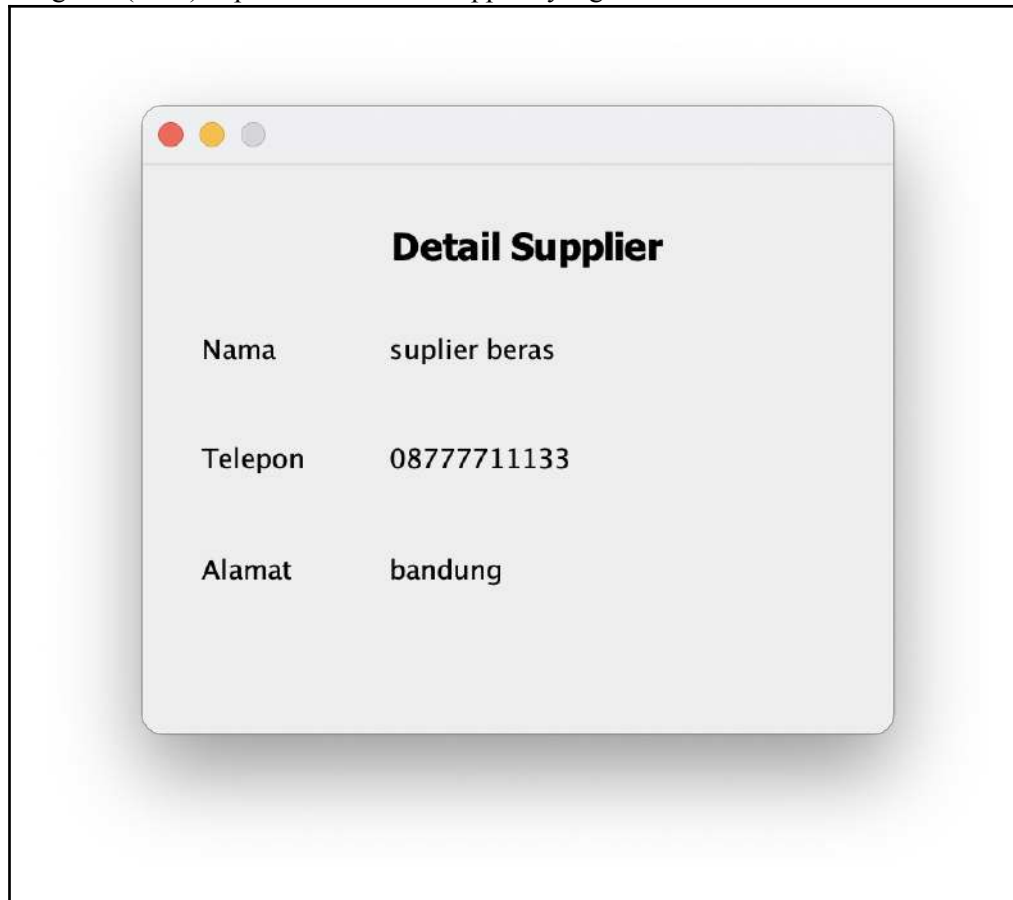 Detail Supplier
Nama suplier beras
Telepon 08777711133
Alamat bandung